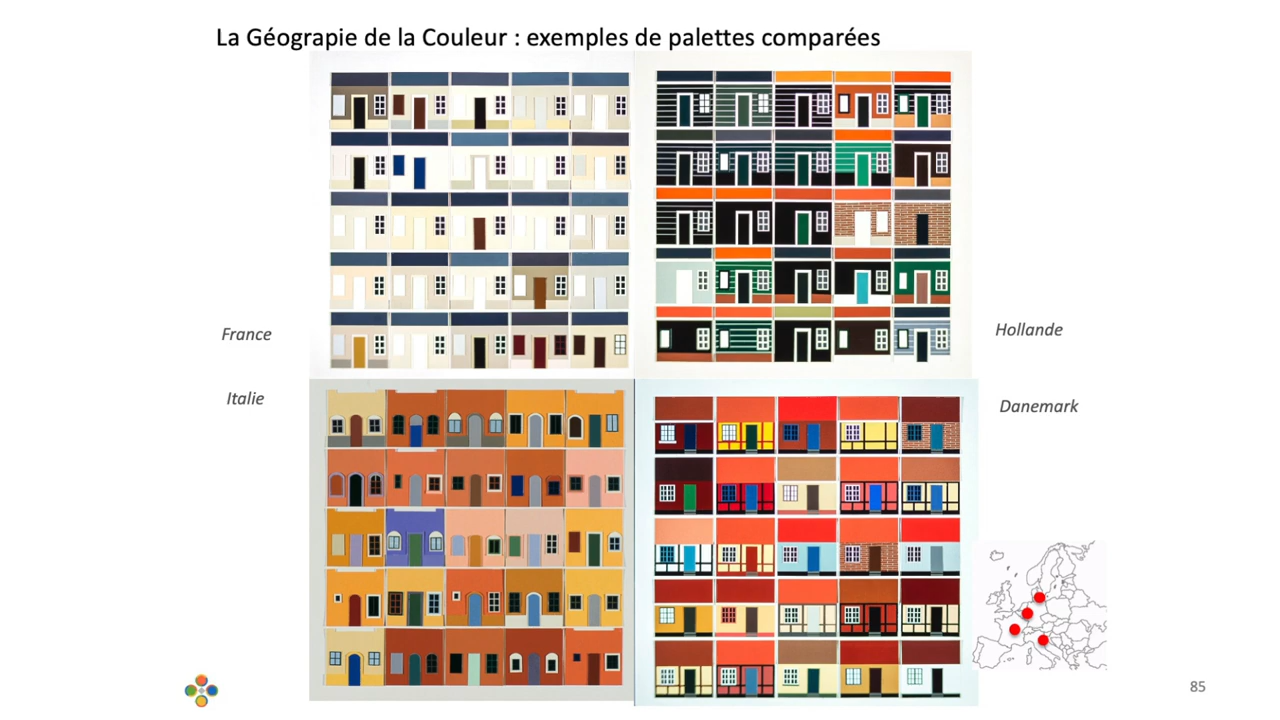 La Géograpie de la Couleur : exemples de palettes comparées
France
Hollande
Italie
Danemark
85